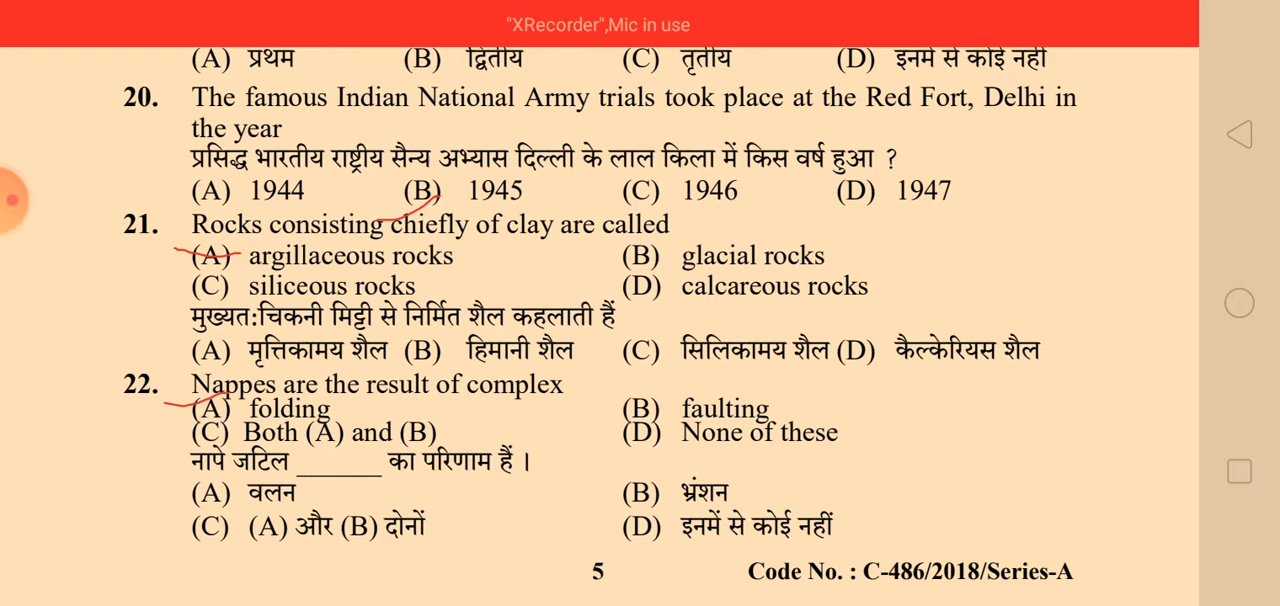 "XRecorder",Mic in use
(A) प्रथम (B) द्वितीय (C) तृतीय (D) इनमें से कोई नहीं
20. The famous Indian National Army trials took place at the Red Fort, Delhi in
the year
प्रसिद्ध भारतीय राष्ट्रीय सैन्य अभ्यास दिल्ली के लाल किला में किस वर्ष हुआ ?
(A) 1944 (B) 1945 (C) 1946 (D) 1947
21. Rocks consisting chiefly of clay are called
(A) argillaceous rocks (B) glacial rocks
(C) siliceous rocks (D) calcareous rocks
मुख्यत:चिकनी मिट्टी से निर्मित शैल कहलाती हैं
(A) मृत्तिकामय शैल (B) हिमानी शैल (C) सिलिकामय शैल (D) कैल्केरियस शैल
22. Nappes are the result of complex
(A) folding (B) faulting
(C) Both (A) and (B) (D) None of these
नापे जटिल ______ का परिणाम हैं ।
(A) वलन (B) भ्रंशन
(C) (A) और (B) दोनों (D) इनमें से कोई नहीं
5 Code No. : C-486/2018/Series-A